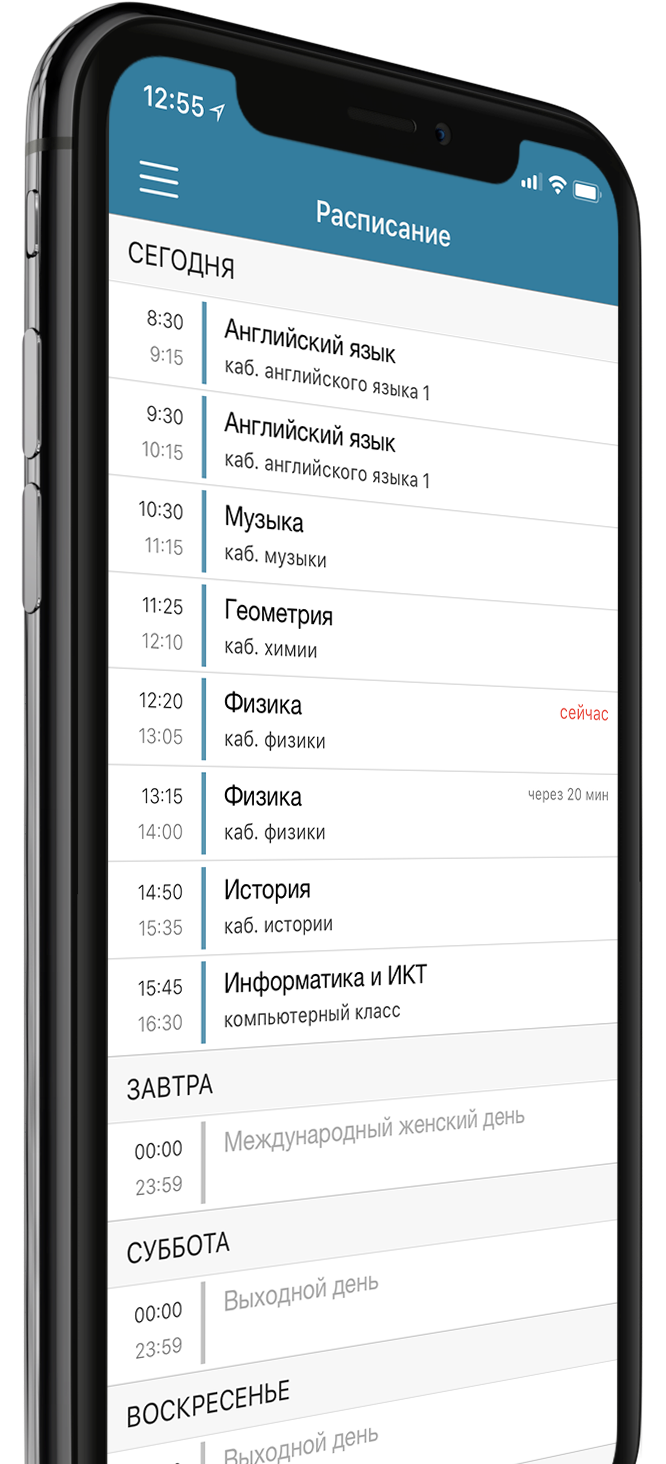 12:55
Расписание
СЕГОДНЯ
8:30 Английский язык
9:15 каб. английского языка 1
9:30 Английский язык
10:15 каб. английского языка 1
10:30 Музыка
11:15 каб. музыки
11:25 Геометрия
12:10 каб. химии
12:20 Физика сейчас
13:05 каб. физики
13:15 Физика через 20 мин
14:00 каб. физики
14:50 История
15:35 каб. истории
15:45 Информатика и ИКТ
16:30 компьютерный класс
ЗАВТРА
00:00 Международный женский день
23:59
СУББОТА
00:00 Выходной день
23:59
ВОСКРЕСЕНЬЕ
Выходной день